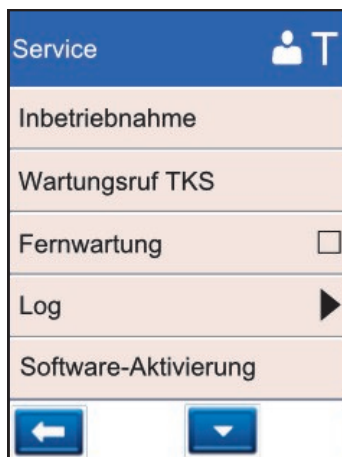 Service T
Inbetriebnahme
Wartungsruf TKS
Fernwartung
Log
Software-Aktivierung